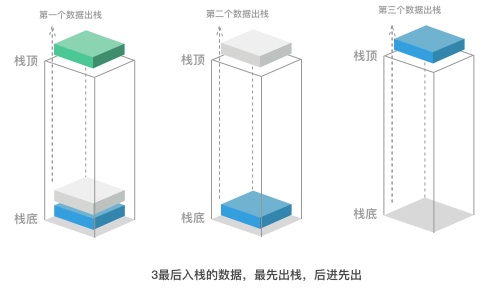 第一个数据出栈
第二个数据出栈
第三个数据出栈
栈顶
栈顶
栈顶
栈底
栈底
栈底
3最后入栈的数据，最先出栈，后进先出